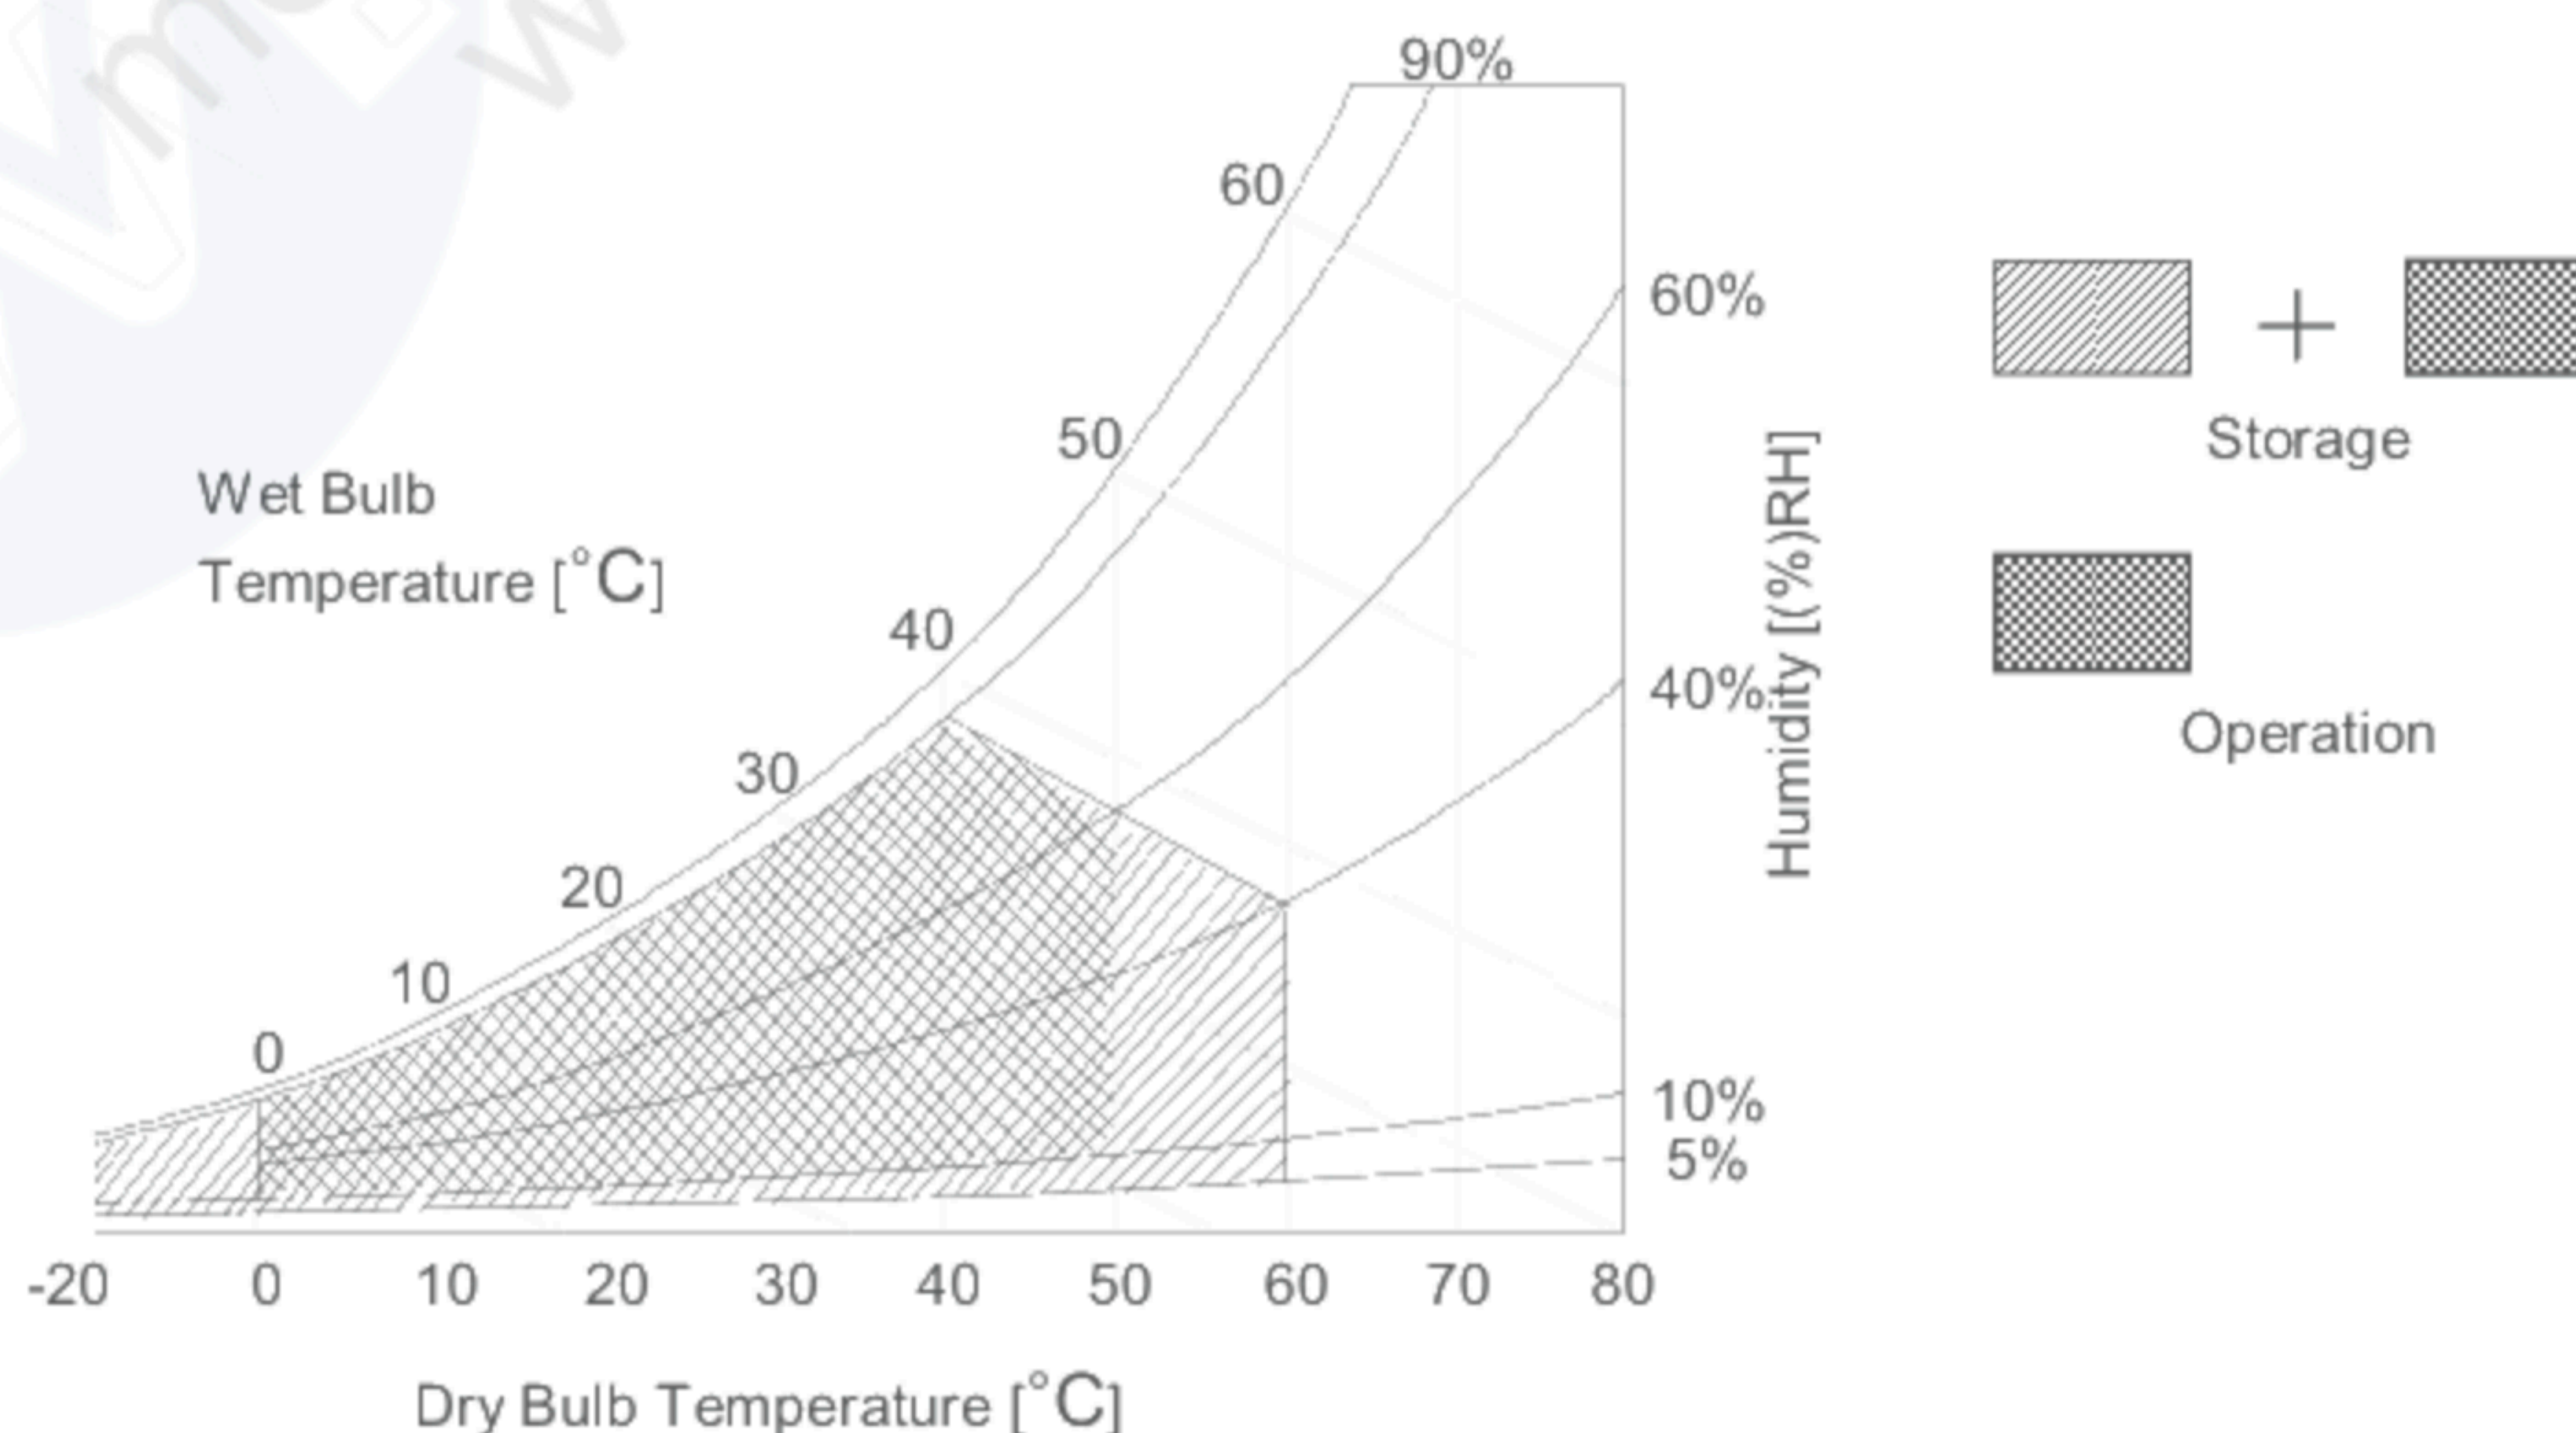 90%
60
60%
50
Storage
Wet Bulb
Temperature [°C]
40
40%
Humidity [(%)RH]
Operation
30
20
10
0
10%
5%
-20 0 10 20 30 40 50 60 70 80
Dry Bulb Temperature [°C]